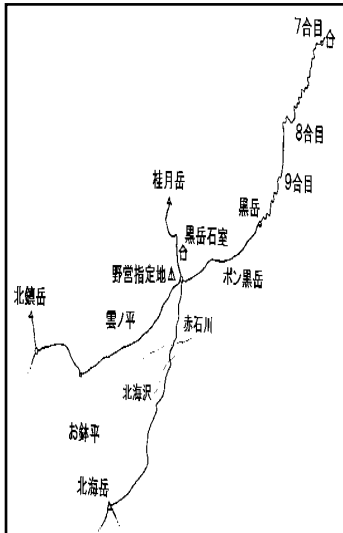 7合目
8合目
9合目
桂月岳
黒岳
黒岳石室
野営指定地
ポン黒岳
北鎮岳
雲ノ平
赤石川
北海沢
お鉢平
北海岳